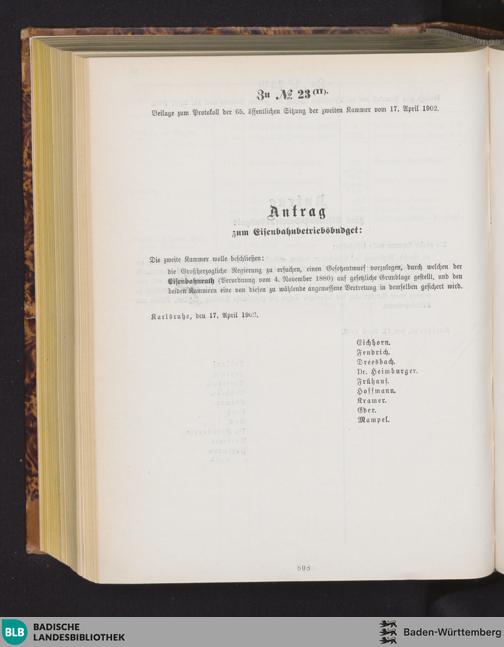 Zu № 23 (II).
Beilage zum Protokoll der 65. öffentlichen Sitzung der zweiten Kammer vom 17. April 1902.
Antrag
zum Eisenbahnbetriebsbudget:
Die zweite Kammer wolle beschließen:
die Großherzogliche Regierung zu ersuchen, einen Gesetzentwurf vorzulegen, durch welchen der
Eisenbahnrath (Verordnung vom 4. November 1880) auf gesetzliche Grundlage gestellt, und den
beiden Kammern eine von diesen zu wählende angemessene Vertretung in demselben gesichert wird.
Karlsruhe, den 17. April 1902.
Eichhorn.
Fendrich.
Dreesbach.
Dr. Heimburger.
Frühauf.
Hoffmann.
Kramer.
Eder.
Mampel.
BLB
BADISCHE
LANDESBIBLIOTHEK
Baden-Württemberg